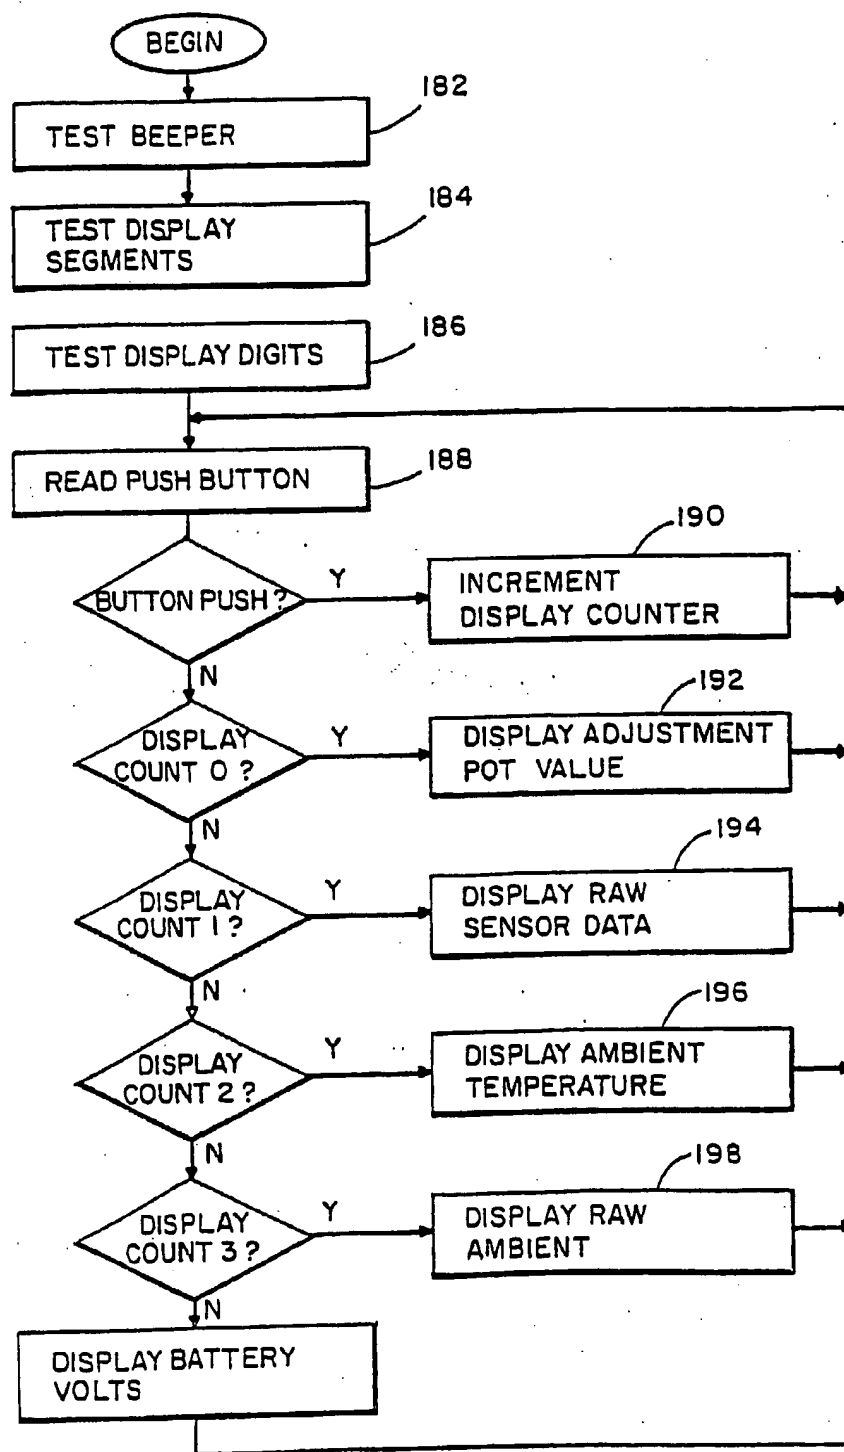 BEGIN
182
TEST BEEPER
184
TEST DISPLAY
SEGMENTS
186
TEST DISPLAY DIGITS
188
READ PUSH BUTTON
190
BUTTON PUSH?
Y
INCREMENT
DISPLAY COUNTER
N
192
DISPLAY
COUNT 0?
Y
DISPLAY ADJUSTMENT
POT VALUE
N
194
DISPLAY
COUNT 1?
Y
DISPLAY RAW
SENSOR DATA
N
196
DISPLAY
COUNT 2?
Y
DISPLAY AMBIENT
TEMPERATURE
N
198
DISPLAY
COUNT 3?
Y
DISPLAY RAW
AMBIENT
N
DISPLAY BATTERY
VOLTS